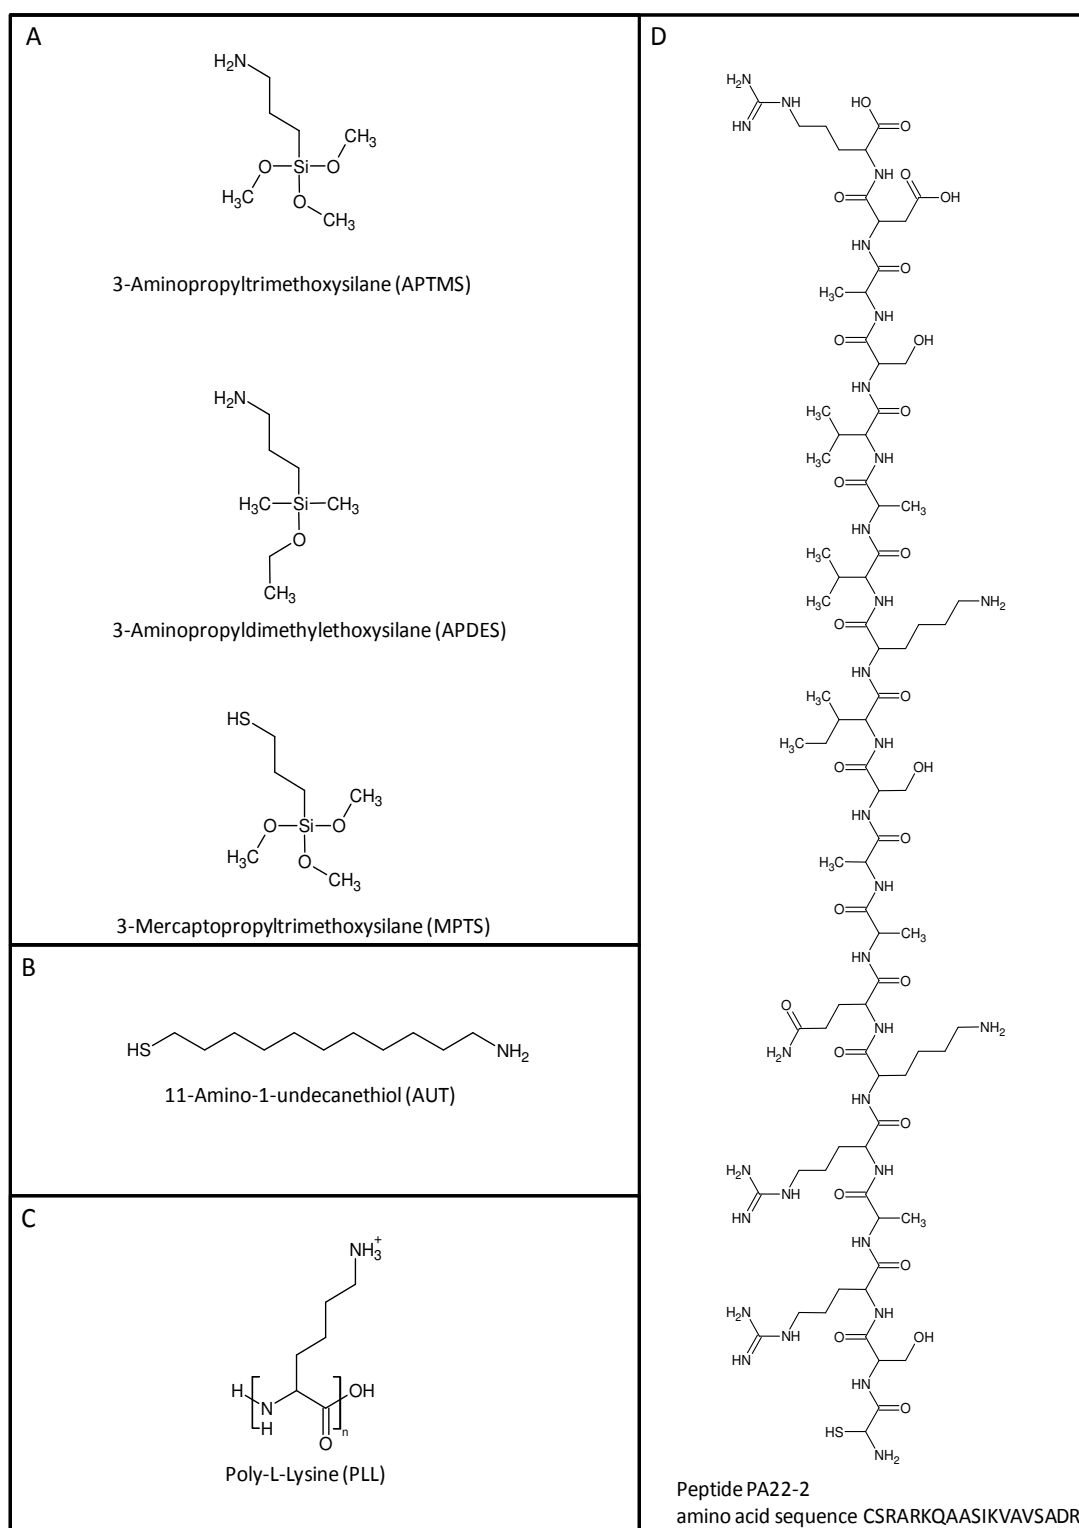 A
H₂N
CH₃
O Si O
H₃C O
CH₃
3-Aminopropyltrimethoxysilane (APTMS)
H₂N
H₃C Si CH₃
O
CH₃
3-Aminopropyldimethylethoxysilane (APDES)
HS
CH₃
O Si O
H₃C O
CH₃
3-Mercaptopropyltrimethoxysilane (MPTS)
B
HS NH₂
11-Amino-1-undecanethiol (AUT)
C
NH₃⁺
H OH
N
H n
O
Poly-L-Lysine (PLL)
D
H₂N
NH HO
HN O
NH O
O OH
HN
O
H₃C
NH
O OH
HN
H₃C O
H₃C NH
O
CH₃
HN
H₃C O
H₃C NH NH₂
O
HN
H₃C O
H₃C NH
O OH
HN
O
H₃C
NH
O
CH₃
HN
O
O
NH NH₂
H₂N O
HN
O
H₂N NH
NH O
HN CH₃
HN
O
H₂N NH
NH O OH
HN
HN
O
HS
NH₂
Peptide PA22-2
amino acid sequence CSRARKQAASIKVAVSADR